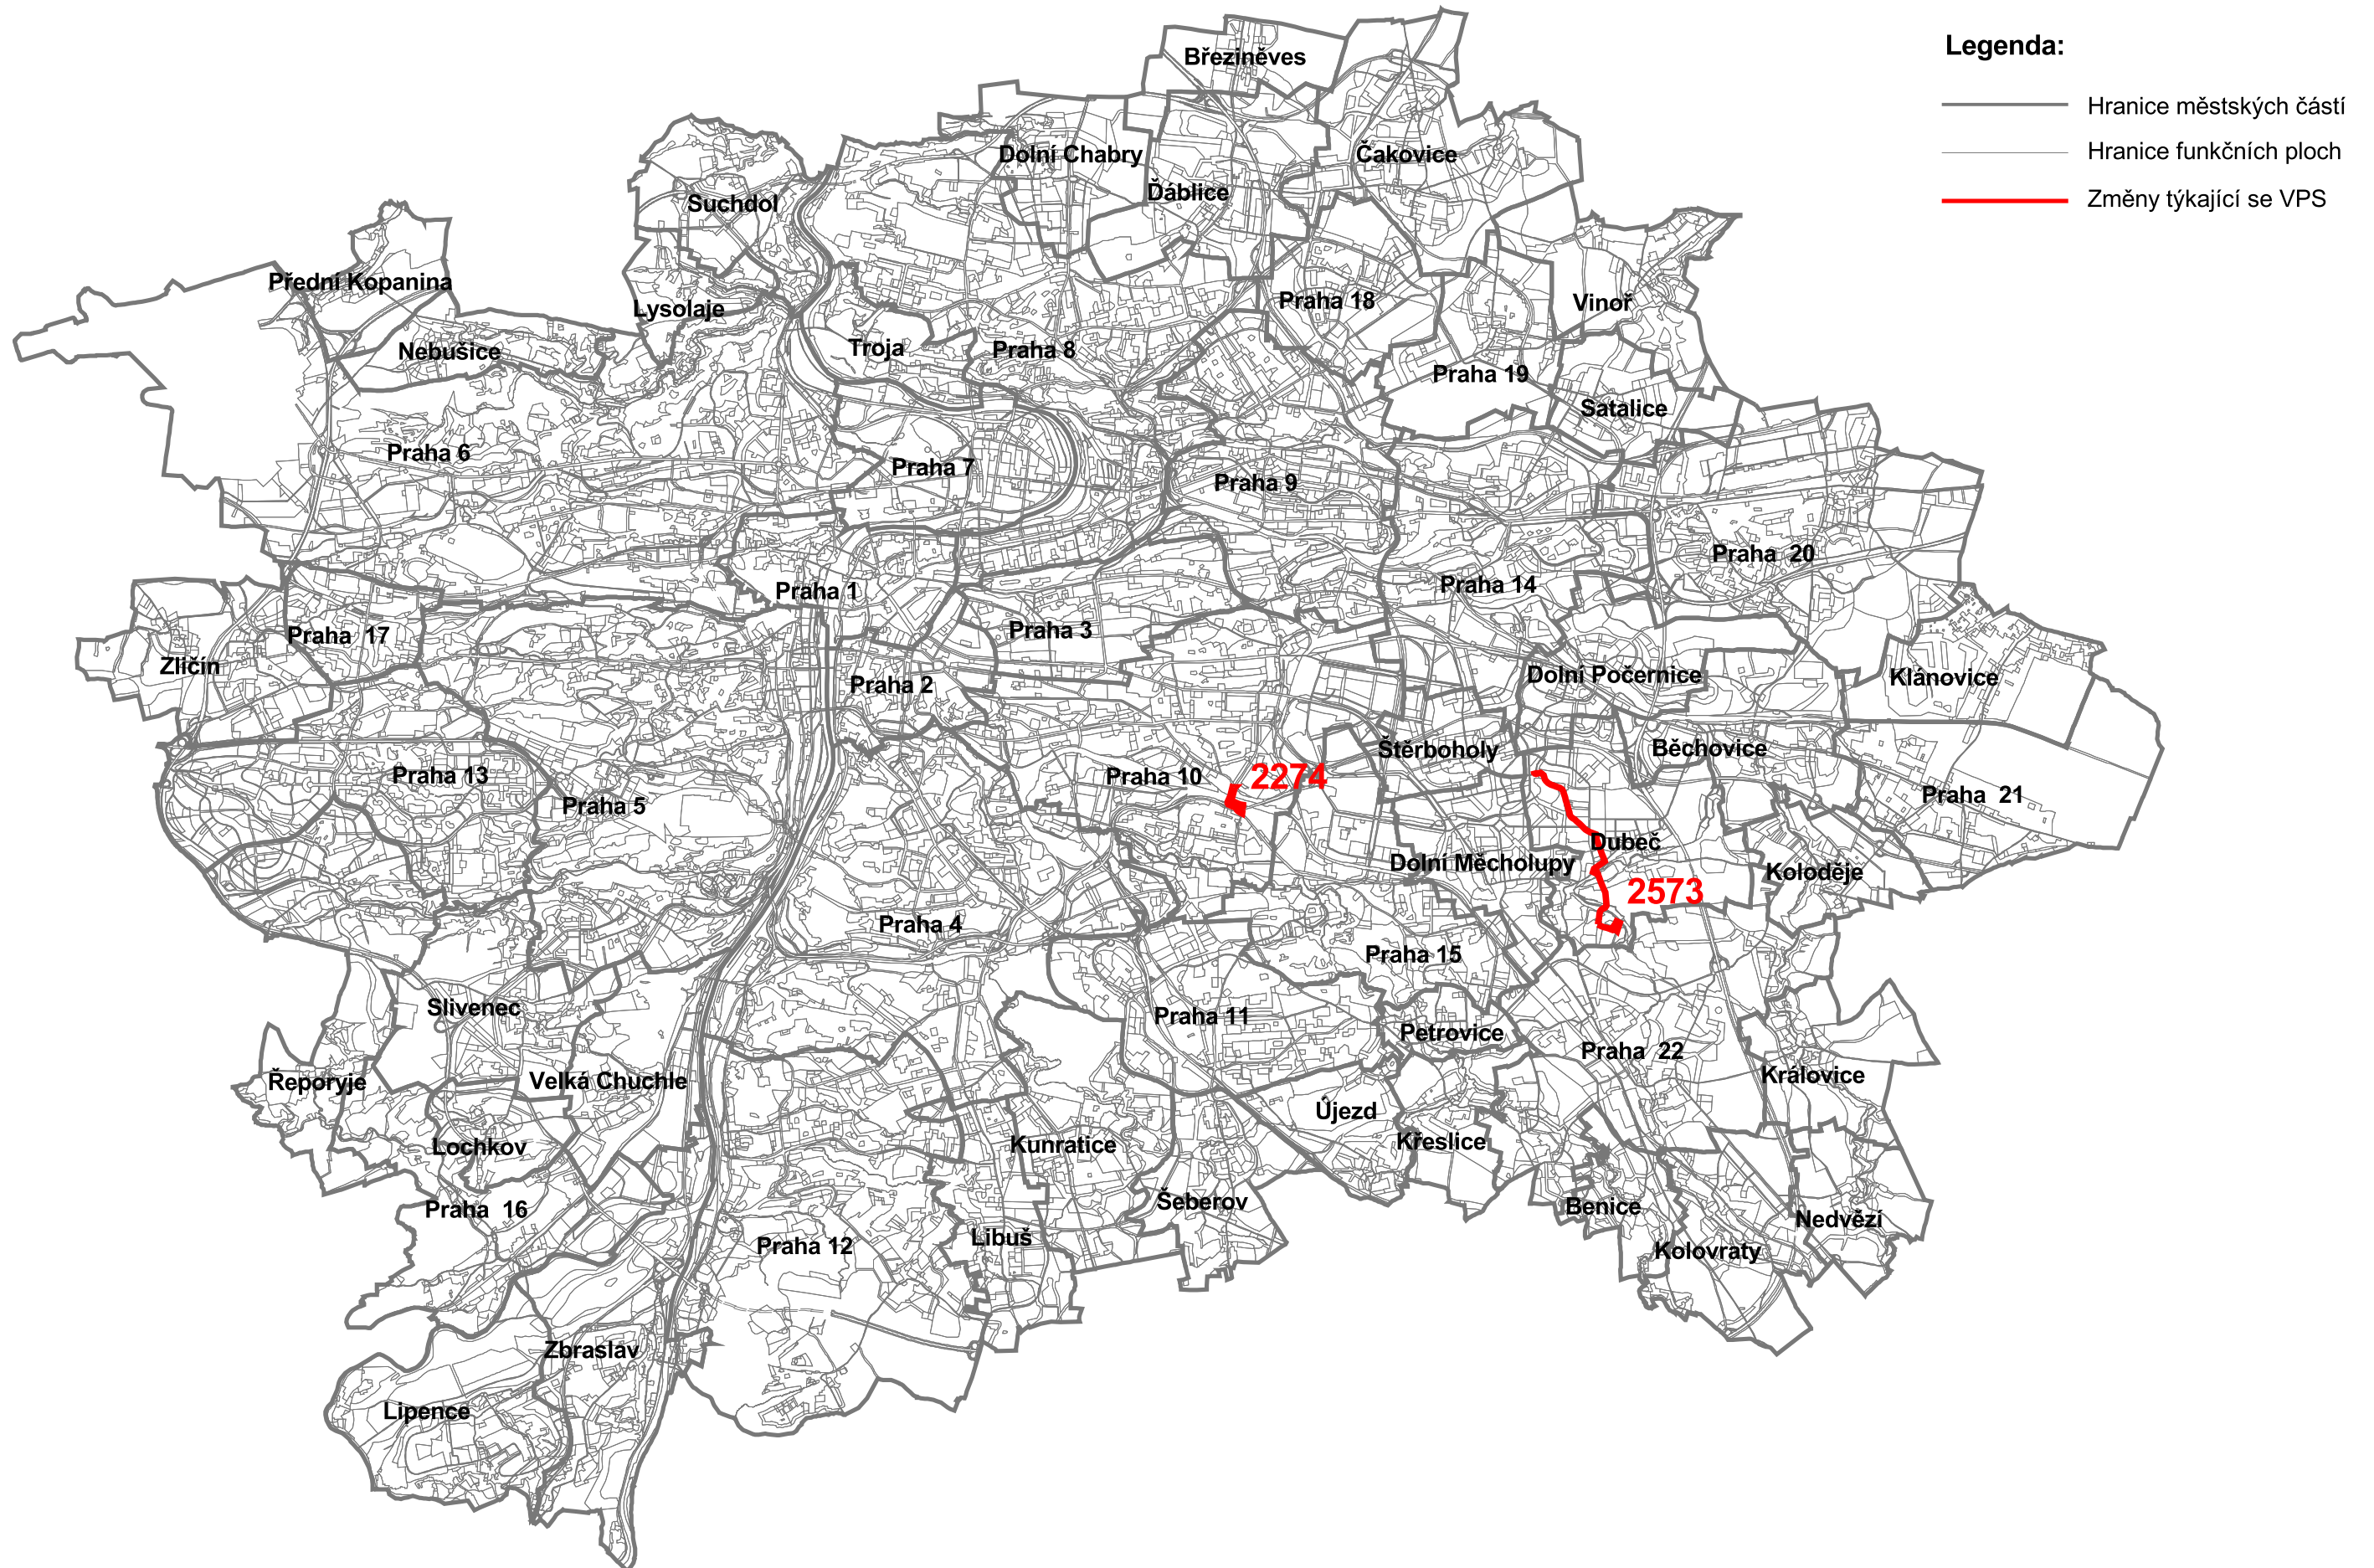 Legenda:
Hranice městských částí
Hranice funkčních ploch
Změny týkající se VPS
Březiněves
Dolní Chabry
Čakovice
Ďáblice
Suchdol
Přední Kopanina
Lysolaje
Praha 18
Vinoř
Nebušice
Troja
Praha 8
Praha 19
Satalice
Praha 6
Praha 7
Praha 9
Praha 20
Praha 14
Praha 1
Praha 17
Praha 3
Zličín
Praha 2
Dolní Počernice
Klánovice
Štěrboholy
Běchovice
Praha 13
Praha 10
2274
Praha 5
Praha 21
Dubeč
Dolní Měcholupy
Koloděje
2573
Praha 4
Praha 15
Slivenec
Praha 11
Petrovice
Praha 22
Řeporyje
Velká Chuchle
Královice
Újezd
Lochkov
Kunratice
Křeslice
Praha 16
Šeberov
Benice
Nedvězí
Libuš
Praha 12
Kolovraty
Zbraslav
Lipence